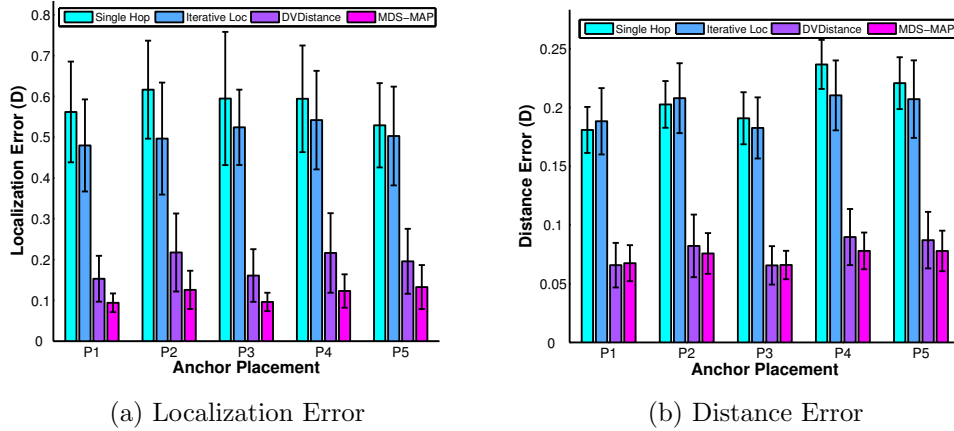 Single Hop Iterative Loc DVDistance MDS-MAP
0.8
0.7
0.6
0.5
0.4
0.3
0.2
0.1
0
Localization Error (D)
P1 P2 P3 P4 P5
Anchor Placement
(a) Localization Error
Single Hop Iterative Loc DVDistance MDS-MAP
0.25
0.2
0.15
0.1
0.05
0
Distance Error (D)
P1 P2 P3 P4 P5
Anchor Placement
(b) Distance Error